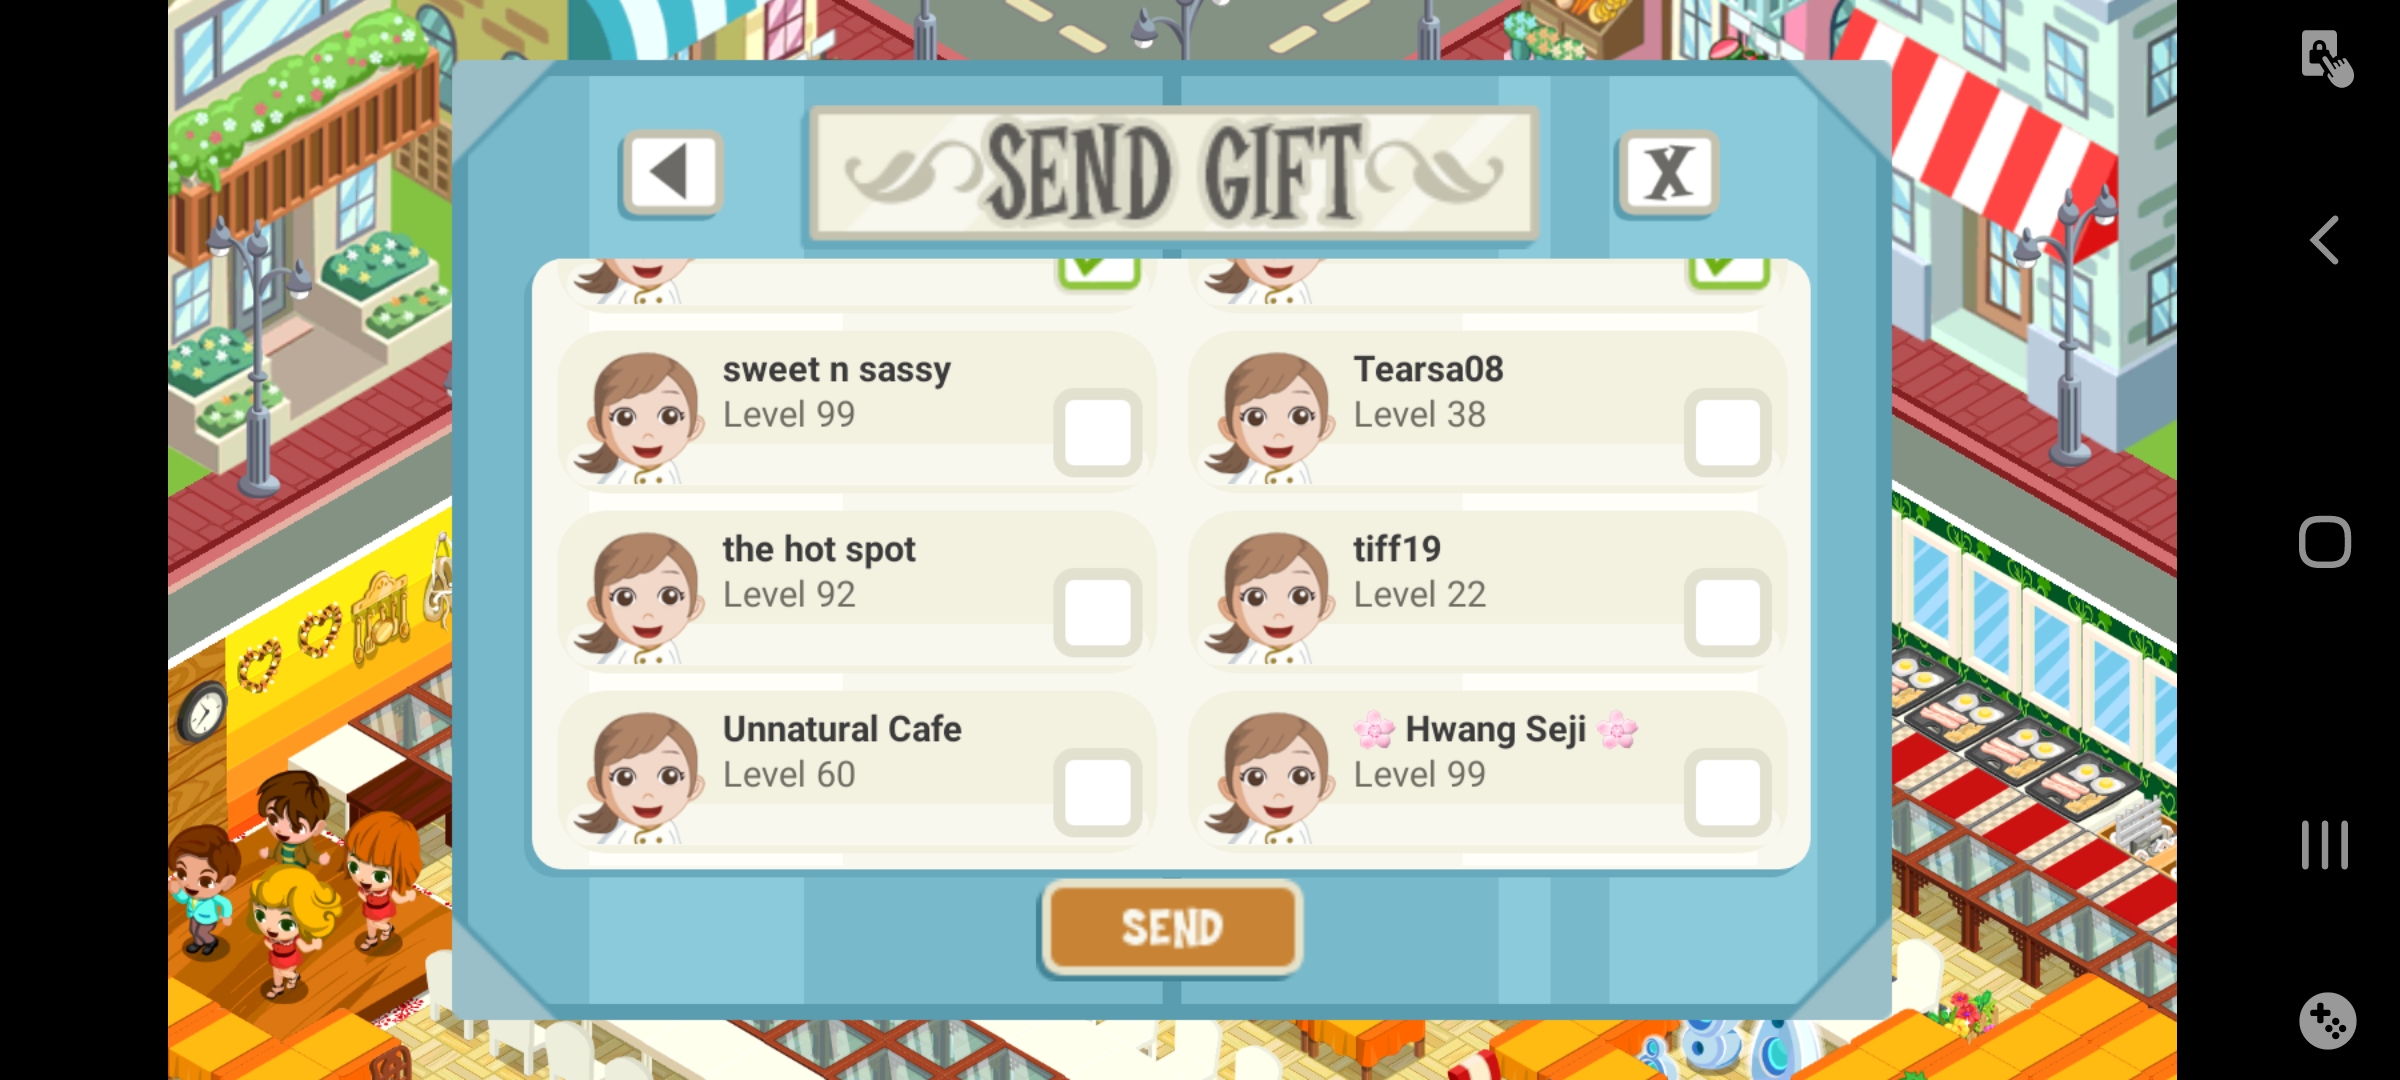 SEND GIFT
X
sweet n sassy
Level 99
Tearsa08
Level 38
the hot spot
Level 92
tiff19
Level 22
Unnatural Cafe
Level 60
🌸 Hwang Seji 🌸
Level 99
SEND